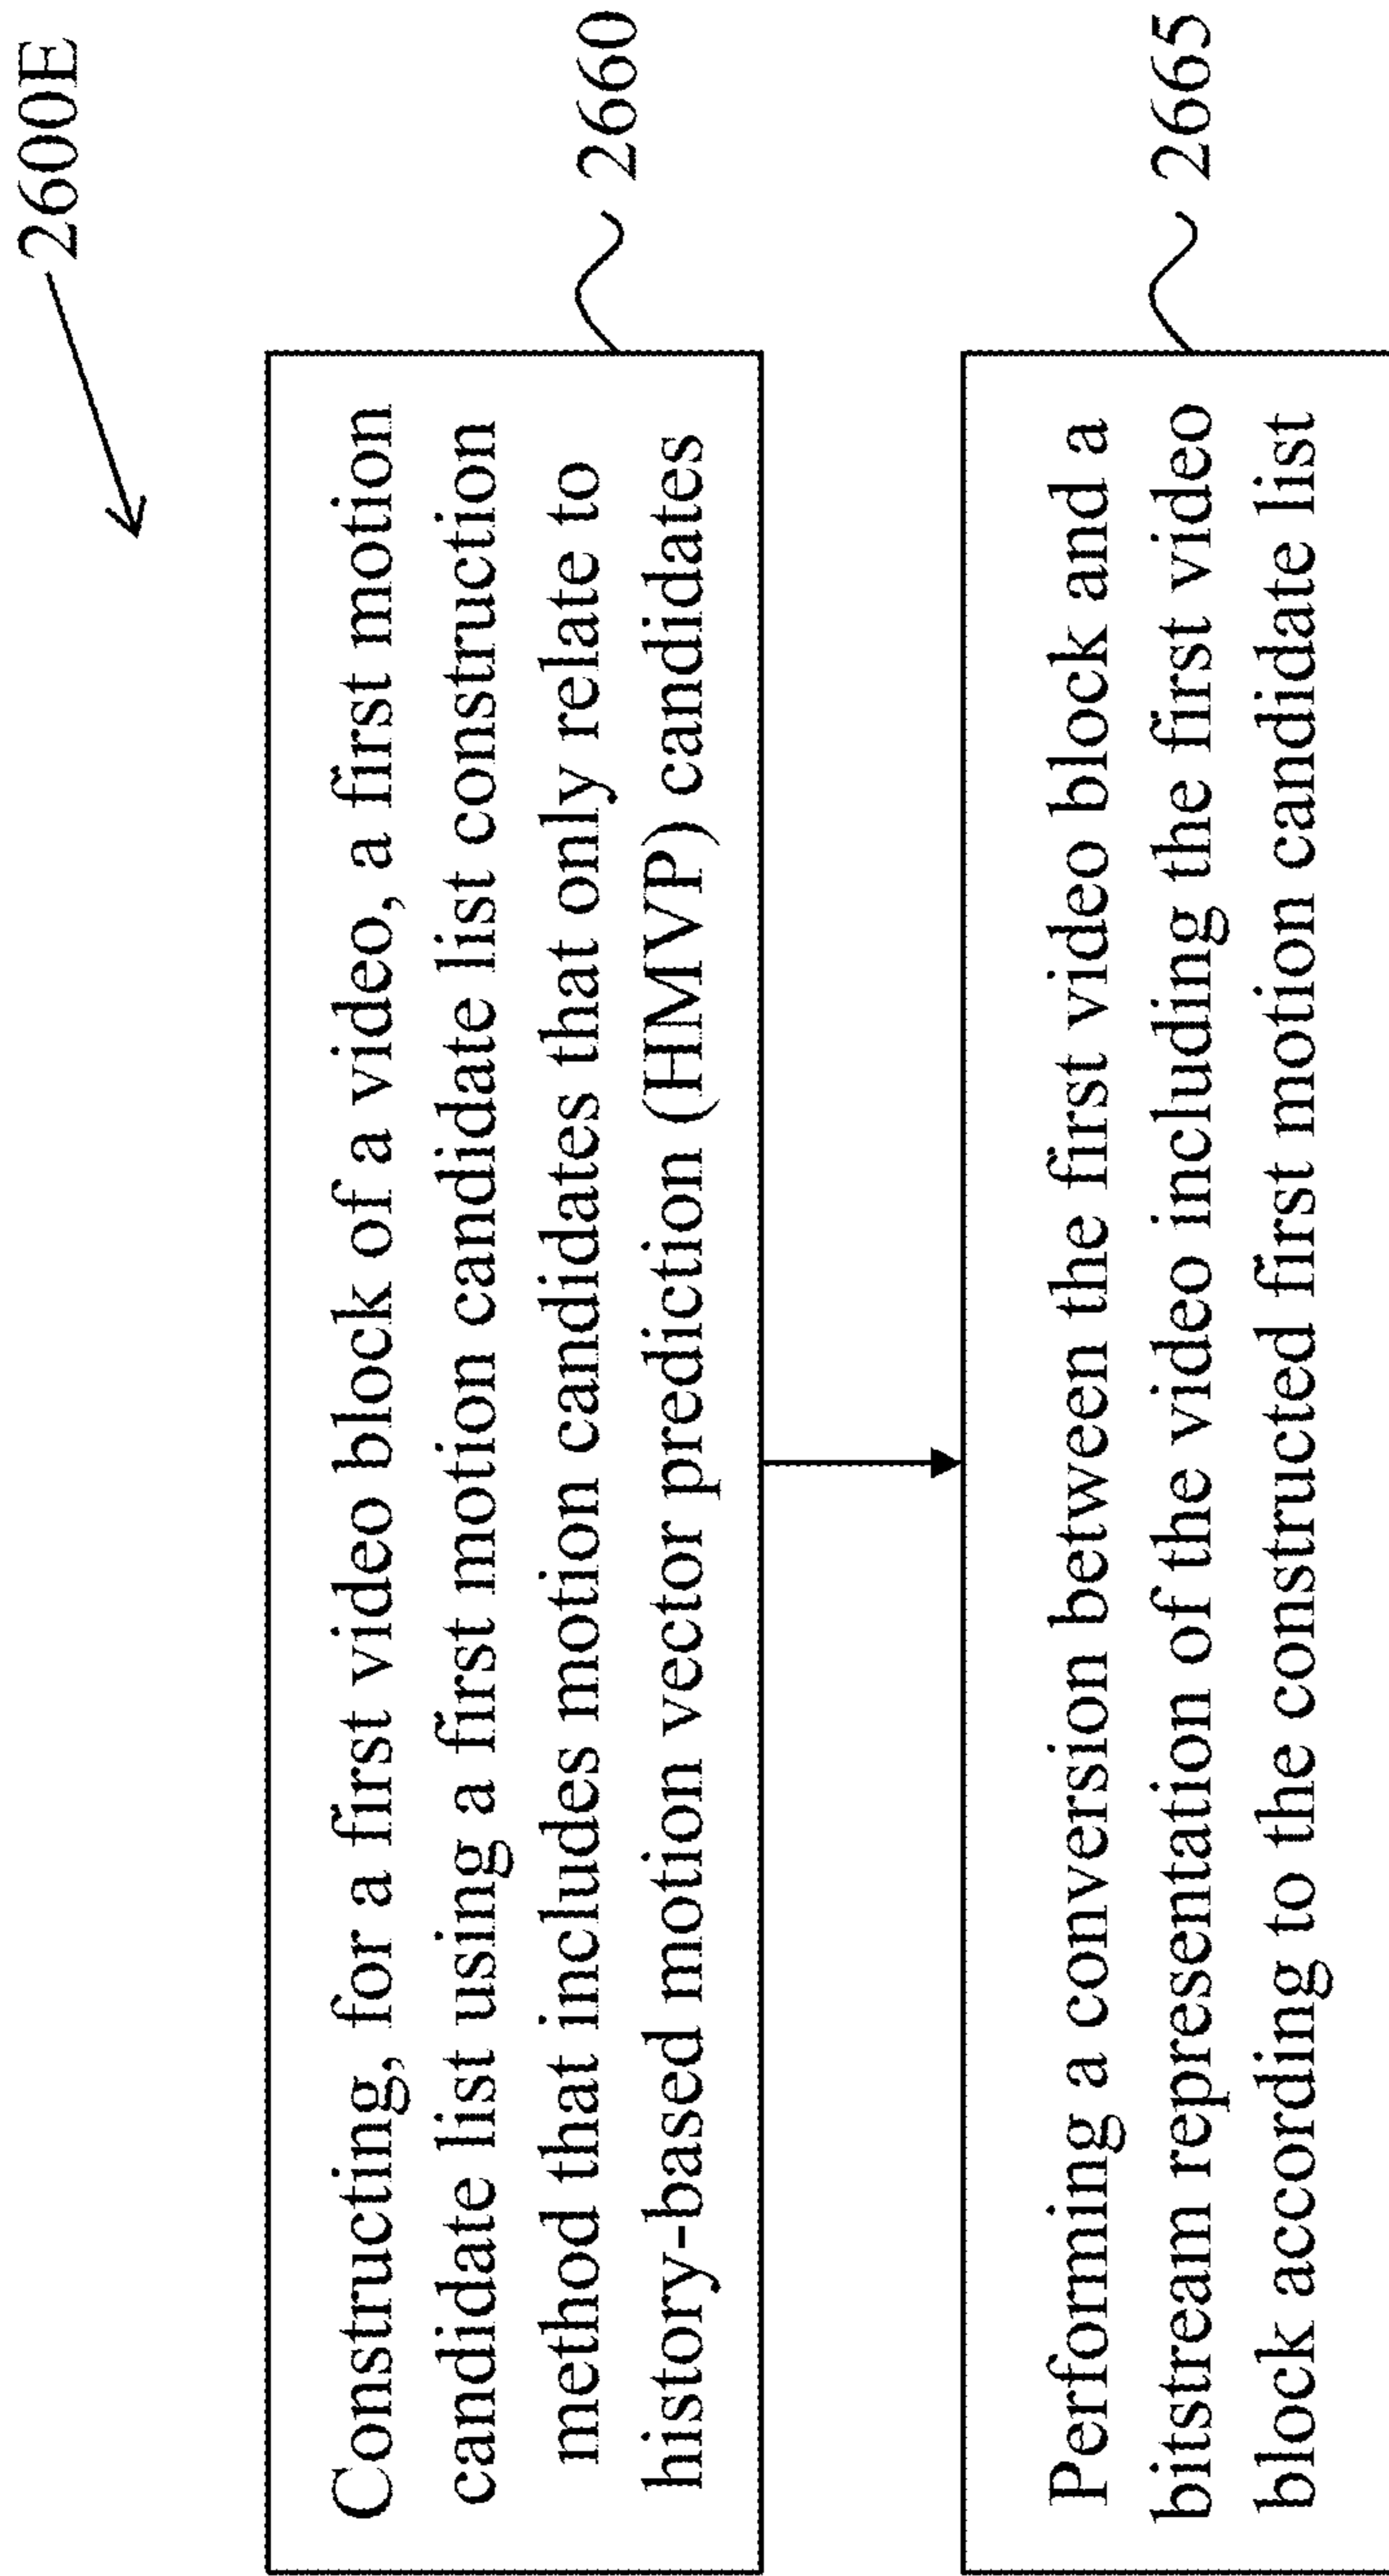 2600E
Constructing, for a first video block of a video, a first motion
candidate list using a first motion candidate list construction
method that includes motion candidates that only relate to
history-based motion vector prediction (HMVP) candidates
2660
Performing a conversion between the first video block and a
bitstream representation of the video including the first video
block according to the constructed first motion candidate list
2665